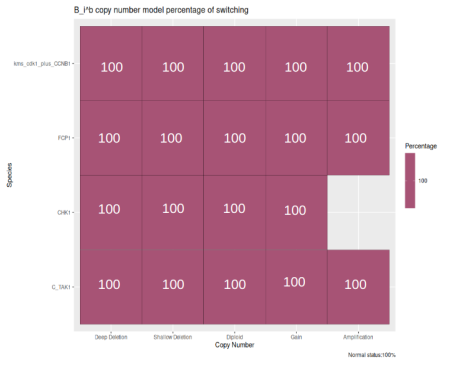 B_i^b copy number model percentage of switching
kms_cdk1_plus_CCNB1 100 100 100 100 100
FCP1 100 100 100 100 100
CHK1 100 100 100 100
C_TAK1 100 100 100 100 100
Species
Deep Deletion Shallow Deletion Diploid Gain Amplification
Copy Number
Percentage
100
Normal status:100%